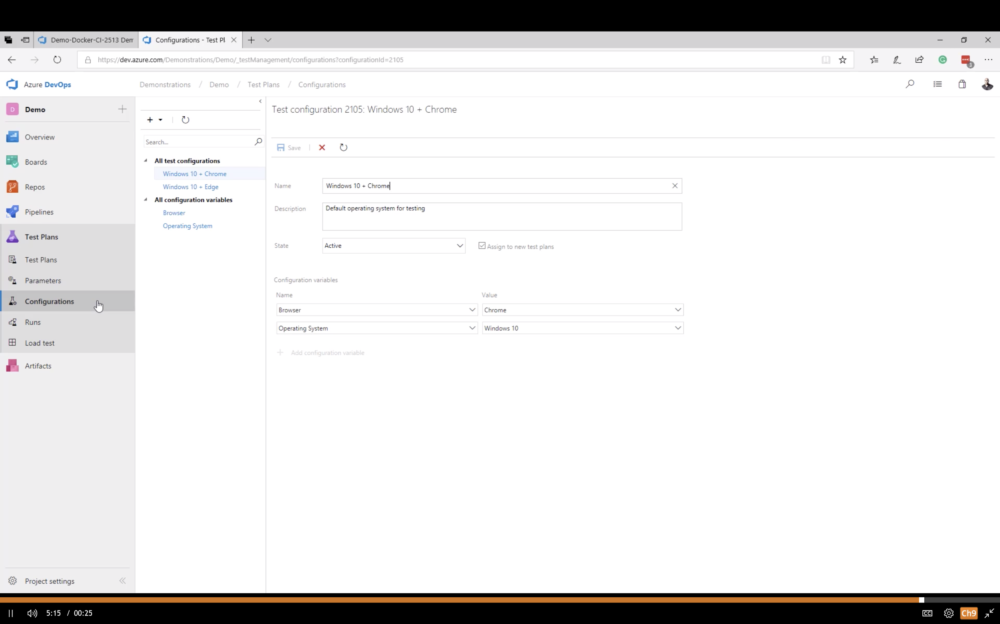 Demo-Docker-CI-2513 Dem
Configurations - Test Pl
https://dev.azure.com/Demonstrations/Demo/_testManagement/configurations?configurationId=2105
3
Azure DevOps
Demonstrations / Demo / Test Plans / Configurations
D Demo
Overview
Boards
Repos
Pipelines
Test Plans
Test Plans
Parameters
Configurations
Runs
Load test
Artifacts
Project settings
Search...
All test configurations
Windows 10 + Chrome
Windows 10 + Edge
All configuration variables
Browser
Operating System
Test configuration 2105: Windows 10 + Chrome
Save
Name Windows 10 + Chrome
Description Default operating system for testing
State Active Assign to new test plans
Configuration variables
Name Value
Browser Chrome
Operating System Windows 10
Add configuration variable
5:15 / 00:25
CC
Ch9